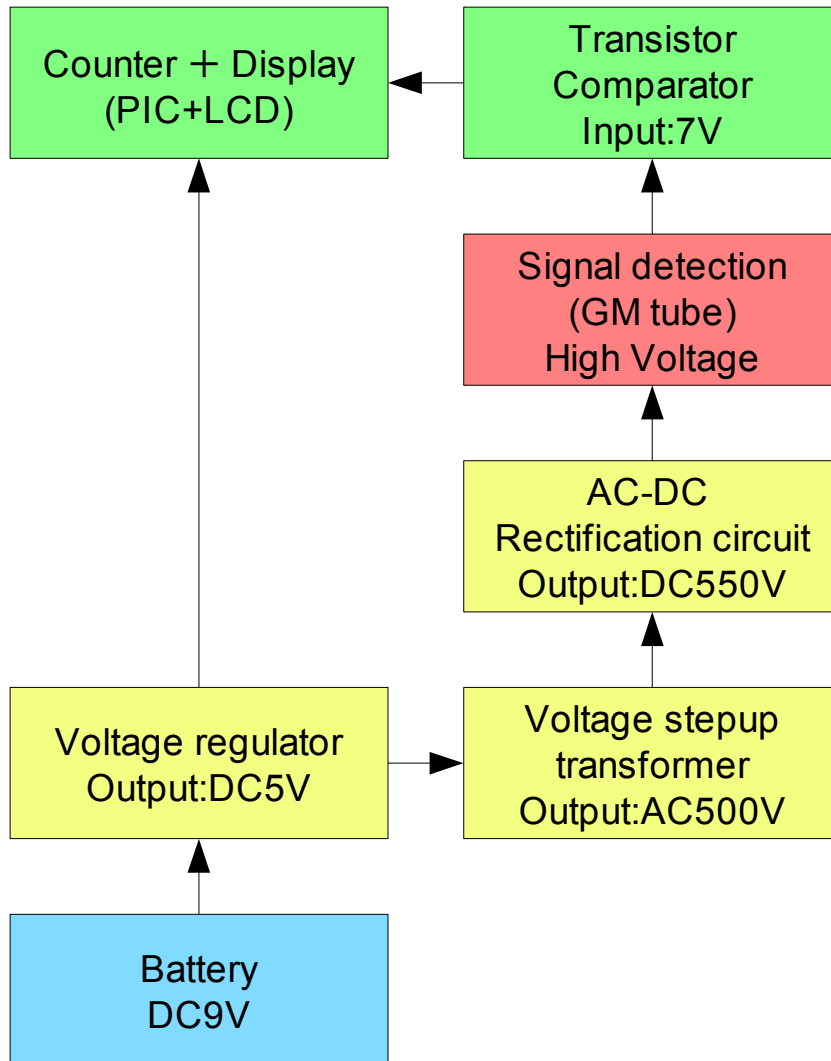 Counter + Display
(PIC+LCD)
Transistor
Comparator
Input:7V
Signal detection
(GM tube)
High Voltage
AC-DC
Rectification circuit
Output:DC550V
Voltage regulator
Output:DC5V
Voltage stepup
transformer
Output:AC500V
Battery
DC9V